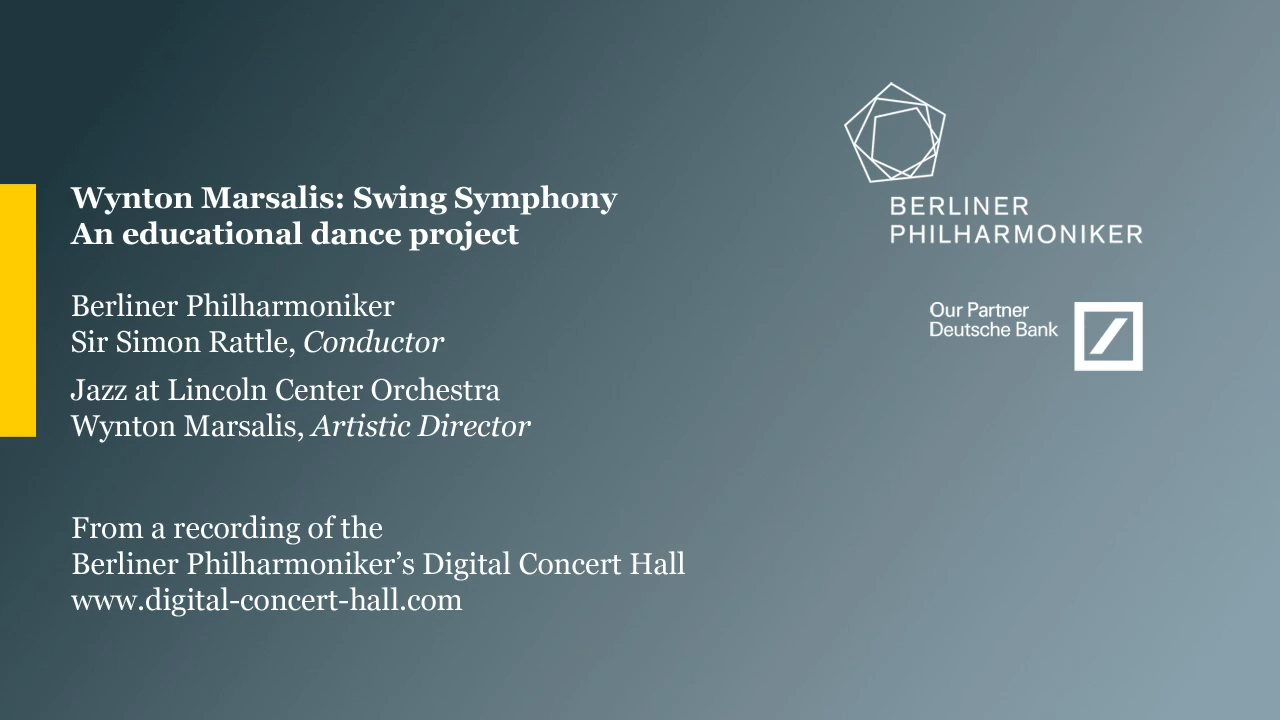 Wynton Marsalis: Swing Symphony
An educational dance project
Berliner Philharmoniker
Sir Simon Rattle, Conductor
Jazz at Lincoln Center Orchestra
Wynton Marsalis, Artistic Director
From a recording of the
Berliner Philharmoniker’s Digital Concert Hall
www.digital-concert-hall.com
BERLINER
PHILHARMONIKER
Our Partner
Deutsche Bank